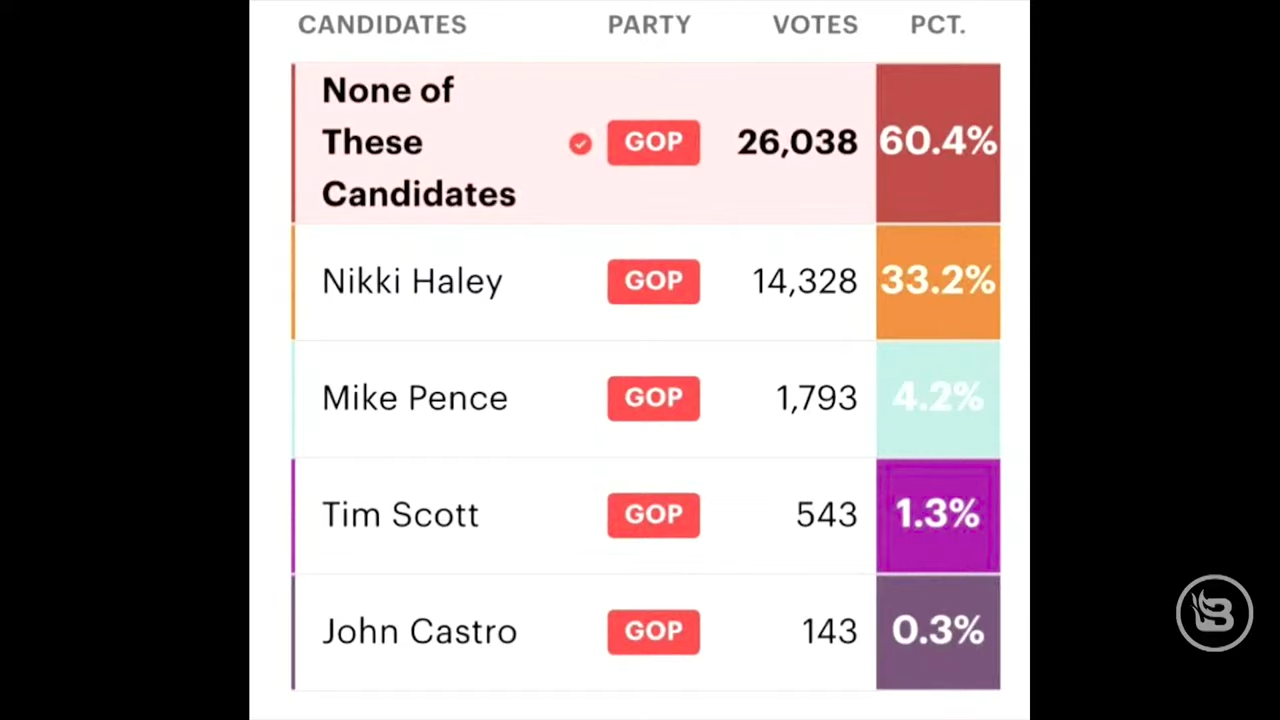 CANDIDATES PARTY VOTES PCT.
None of
These GOP 26,038 60.4%
Candidates
Nikki Haley GOP 14,328 33.2%
Mike Pence GOP 1,793 4.2%
Tim Scott GOP 543 1.3%
John Castro GOP 143 0.3%
B